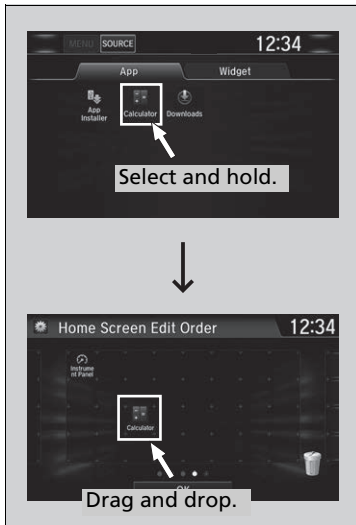 MENU SOURCE 12:34
App Widget
App Installer Calculator Downloads
Select and hold.
Home Screen Edit Order 12:34
Instrume
nt Panel
Calculator
OK
Drag and drop.